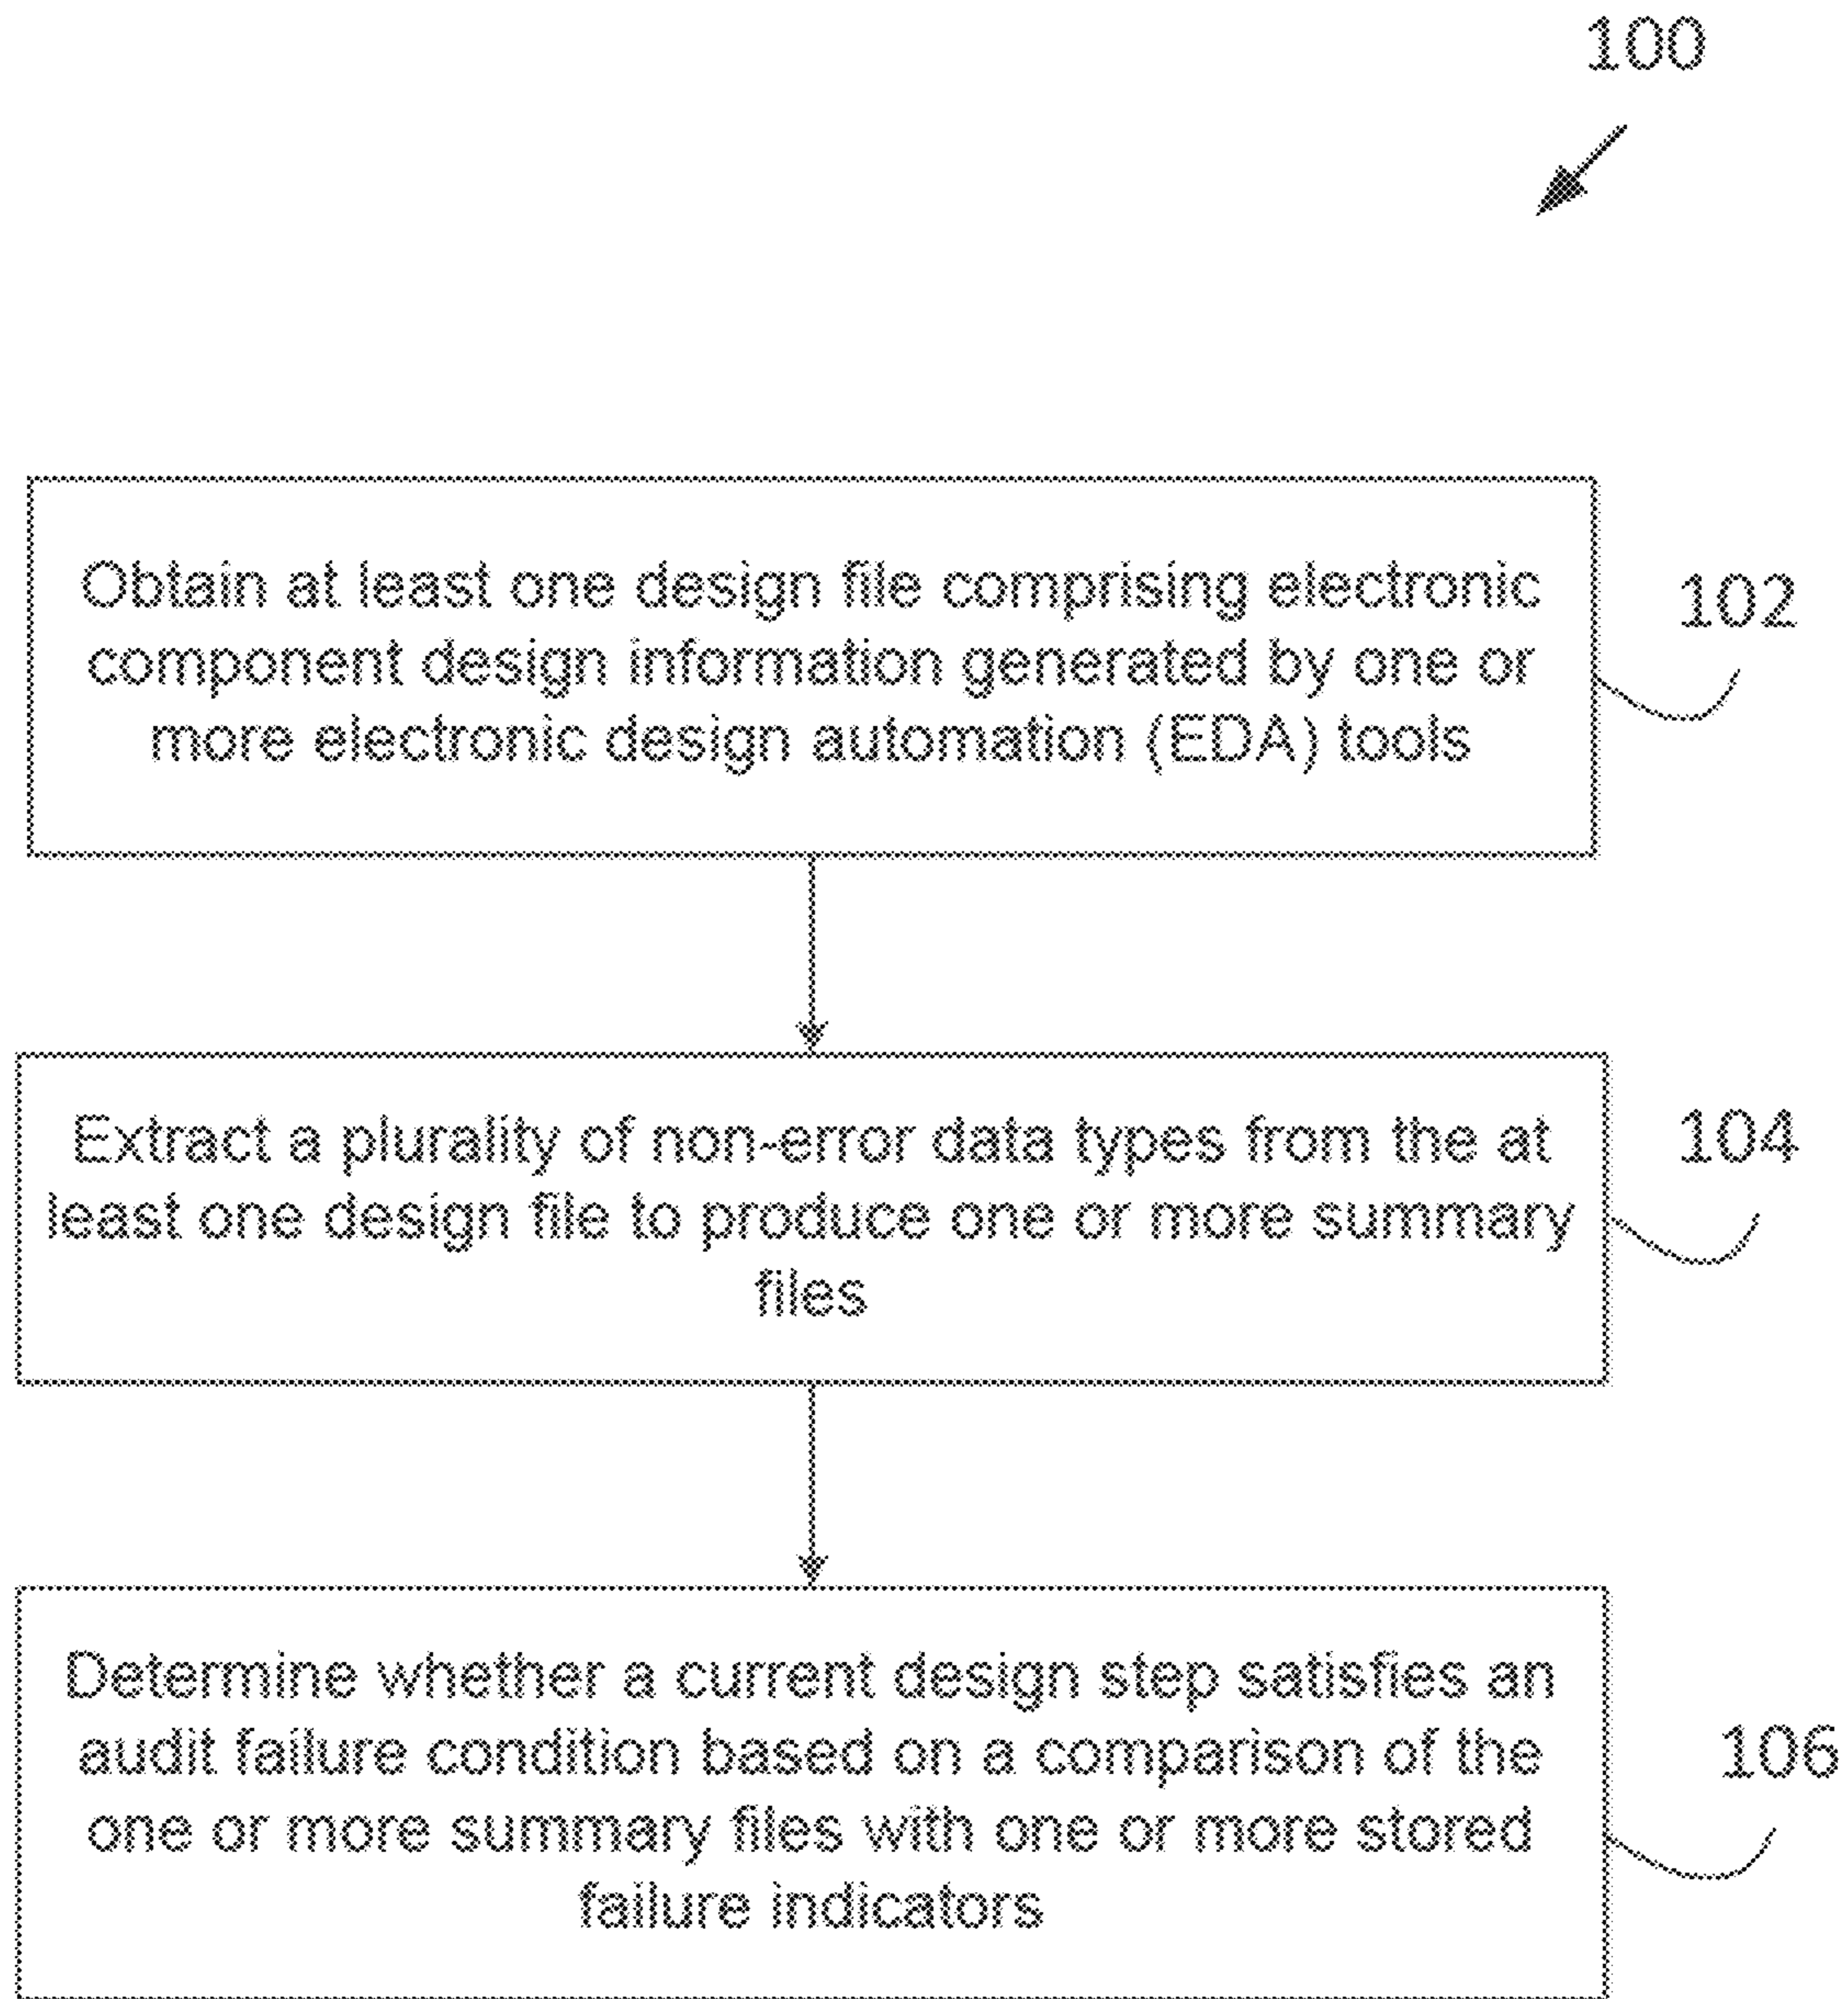 100
Obtain at least one design file comprising electronic
component design information generated by one or
more electronic design automation (EDA) tools
102
Extract a plurality of non-error data types from the at
least one design file to produce one or more summary
files
104
Determine whether a current design step satisfies an
audit failure condition based on a comparison of the
one or more summary files with one or more stored
failure indicators
106